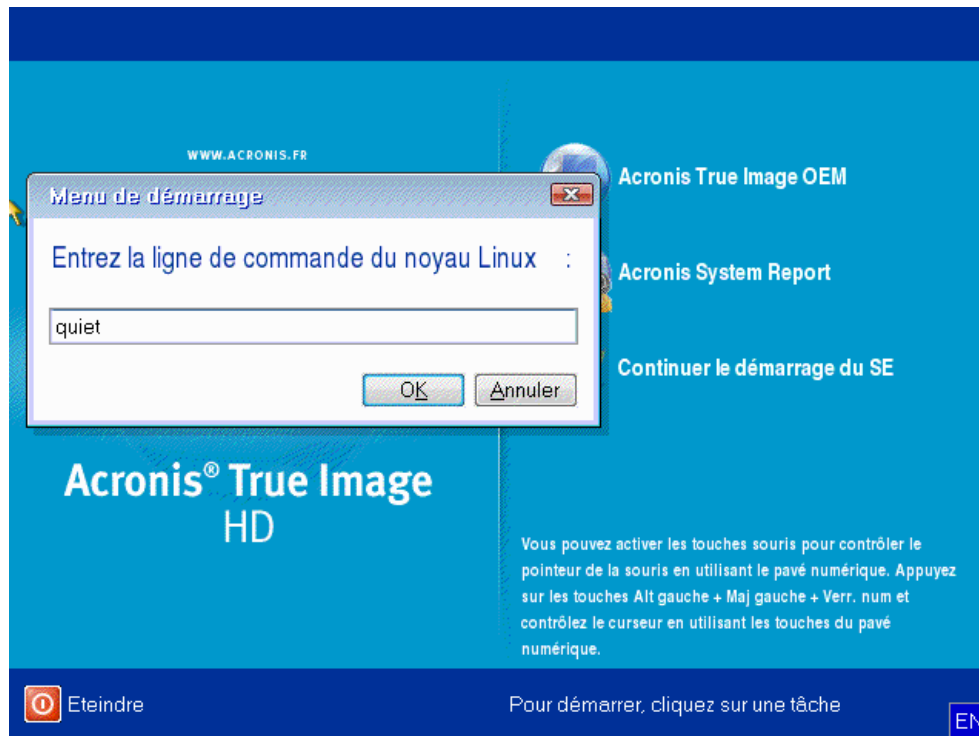 WWW.ACRONIS.FR
Menu de démarrage
Entrez la ligne de commande du noyau Linux :
quiet
OK
Annuler
Acronis® True Image
HD
Acronis True Image OEM
Acronis System Report
Continuer le démarrage du SE
Vous pouvez activer les touches souris pour contrôler le
pointeur de la souris en utilisant le pavé numérique. Appuyez
sur les touches Alt gauche + Maj gauche + Verr. num et
contrôlez le curseur en utilisant les touches du pavé
numérique.
Eteindre
Pour démarrer, cliquez sur une tâche
EN